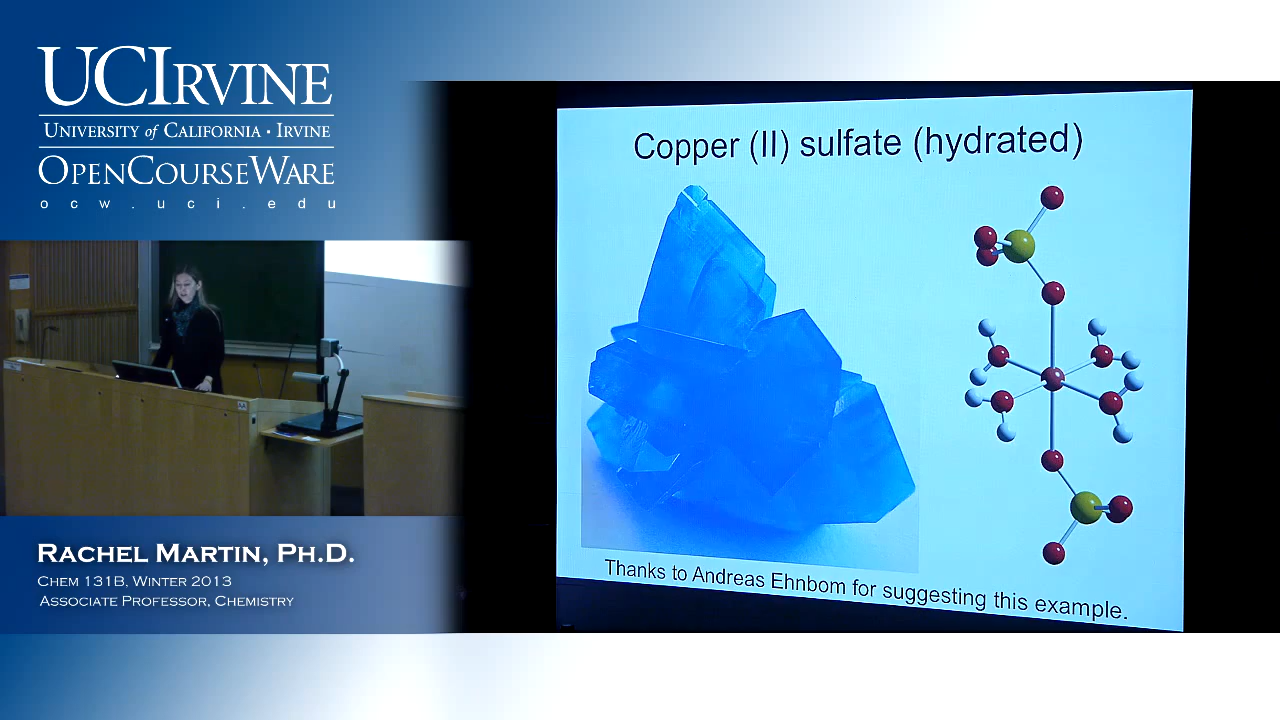 UCIRVINE
UNIVERSITY of CALIFORNIA · IRVINE
OPENCOURSEWARE
ocw.uci.edu
RACHEL MARTIN, PH.D.
CHEM 131B, WINTER 2013
ASSOCIATE PROFESSOR, CHEMISTRY
Copper (II) sulfate (hydrated)
Thanks to Andreas Ehnbom for suggesting this example.